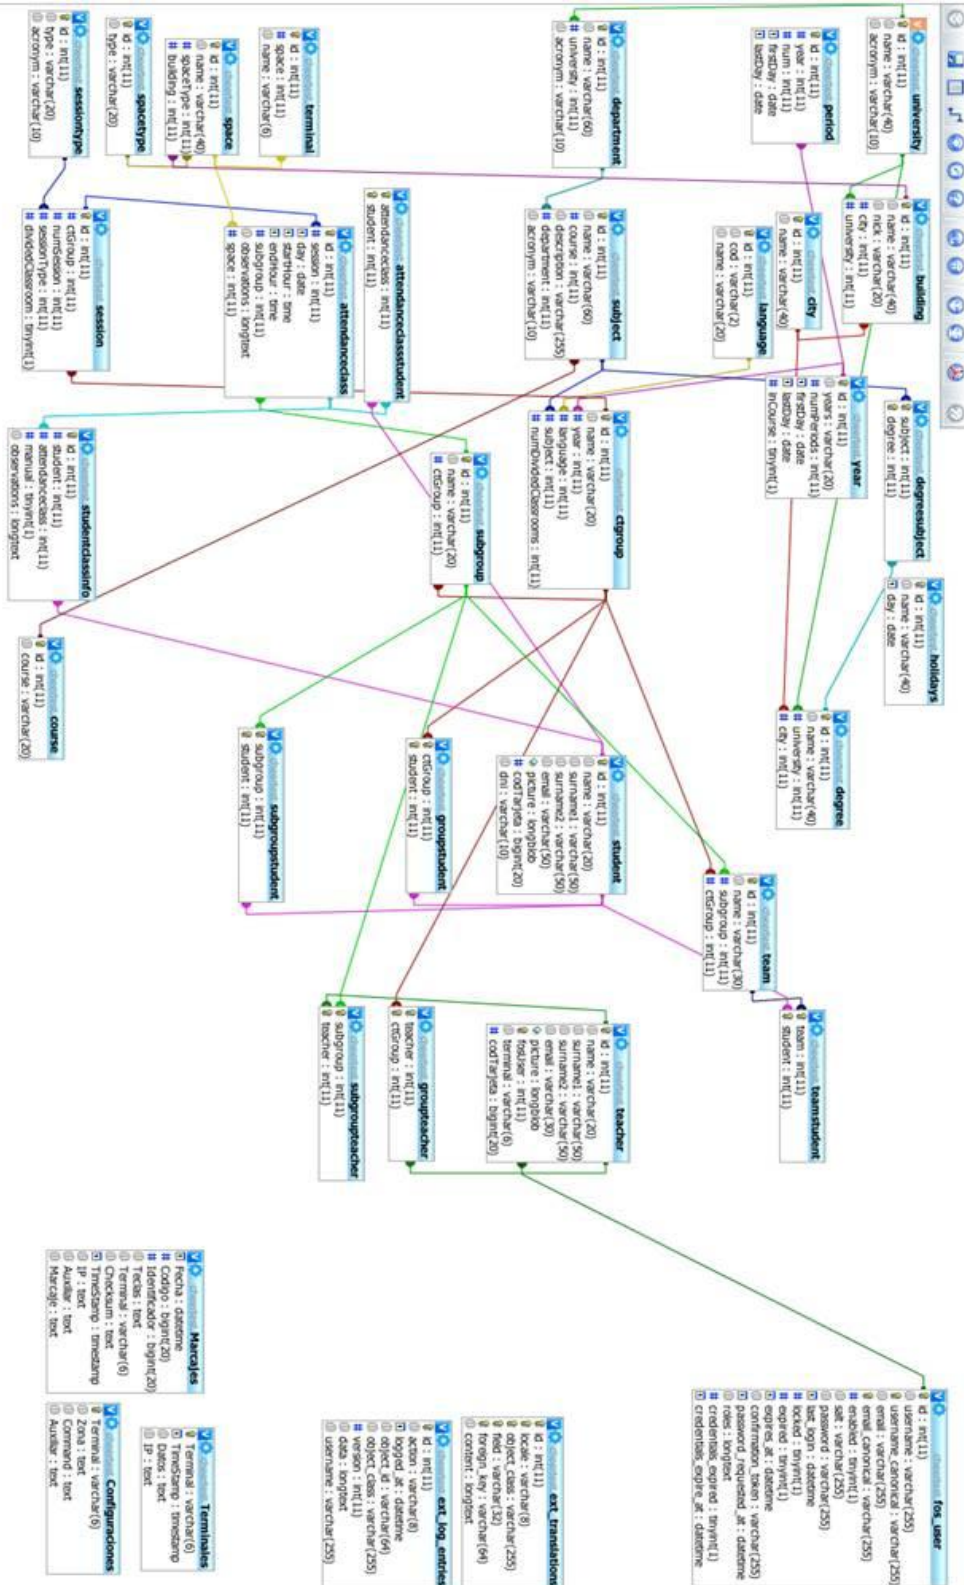 university
id : int(11)
name : varchar(40)
acronym : varchar(10)
department
id : int(11)
name : varchar(60)
university : int(11)
acronym : varchar(10)
period
id : int(11)
year : int(11)
num : int(11)
firstDay : date
lastDay : date
terminal
id : int(11)
space : int(11)
name : varchar(6)
space
id : int(11)
name : varchar(40)
spaceType : int(11)
building : int(11)
spacetype
id : int(11)
type : varchar(20)
sessiontype
id : int(11)
type : varchar(20)
acronym : varchar(10)
building
id : int(11)
name : varchar(40)
nick : varchar(20)
city : int(11)
university : int(11)
city
id : int(11)
name : varchar(40)
language
id : int(11)
cod : varchar(2)
name : varchar(20)
subject
id : int(11)
name : varchar(60)
course : int(11)
description : varchar(255)
department : int(11)
acronym : varchar(10)
attendanceclassstudent
attendanceclass : int(11)
student : int(11)
attendanceclass
id : int(11)
session : int(11)
day : date
startHour : time
endHour : time
subgroup : int(11)
observations : longtext
space : int(11)
session
id : int(11)
ctGroup : int(11)
numSession : int(11)
sessionType : int(11)
dividedClassroom : tinyint(1)
degreesubject
subject : int(11)
degree : int(11)
year
id : int(11)
years : varchar(20)
numPeriods : int(11)
firstDay : date
lastDay : date
inCourse : tinyint(1)
ctgroup
id : int(11)
name : varchar(20)
year : int(11)
language : int(11)
subject : int(11)
numDividedClassrooms : int(11)
subgroup
id : int(11)
name : varchar(20)
ctGroup : int(11)
studentclassinfo
id : int(11)
student : int(11)
attendanceclass : int(11)
manual : tinyint(1)
observations : longtext
holidays
id : int(11)
name : varchar(40)
day : date
course
id : int(11)
course : varchar(20)
degree
id : int(11)
name : varchar(40)
university : int(11)
city : int(11)
student
id : int(11)
name : varchar(20)
surname1 : varchar(50)
surname2 : varchar(50)
email : varchar(50)
picture : longblob
codTarjeta : bigint(20)
dni : varchar(10)
groupstudent
ctGroup : int(11)
student : int(11)
subgroupstudent
subgroup : int(11)
student : int(11)
team
id : int(11)
name : varchar(30)
subgroup : int(11)
ctGroup : int(11)
teamstudent
team : int(11)
student : int(11)
teacher
id : int(11)
name : varchar(20)
surname1 : varchar(50)
surname2 : varchar(50)
email : varchar(30)
picture : longblob
fosUser : int(11)
terminal : varchar(6)
codTarjeta : bigint(20)
groupteacher
teacher : int(11)
ctGroup : int(11)
subgroupteacher
subgroup : int(11)
teacher : int(11)
Marcajes
Fecha : datetime
Codigo : bigint(20)
Identificador : bigint(20)
Teclas : text
Terminal : varchar(6)
Checksum : text
TimeStamp : timestamp
IP : text
Auxiliar : text
Marcaje : text
fos_user
id : int(11)
username : varchar(255)
username_canonical : varchar(255)
email : varchar(255)
email_canonical : varchar(255)
enabled : tinyint(1)
salt : varchar(255)
password : varchar(255)
last_login : datetime
locked : tinyint(1)
expired : tinyint(1)
expires_at : datetime
confirmation_token : varchar(255)
password_requested_at : datetime
roles : longtext
credentials_expired : tinyint(1)
credentials_expire_at : datetime
ext_translations
id : int(11)
locale : varchar(8)
object_class : varchar(255)
field : varchar(32)
foreign_key : varchar(64)
content : longtext
ext_log_entries
id : int(11)
action : varchar(8)
logged_at : datetime
object_id : varchar(64)
object_class : varchar(255)
version : int(11)
data : longtext
username : varchar(255)
Terminales
Terminal : varchar(6)
TimeStamp : timestamp
Datos : text
IP : text
Configuraciones
Terminal : varchar(6)
Zona : text
Command : text
Auxiliar : text